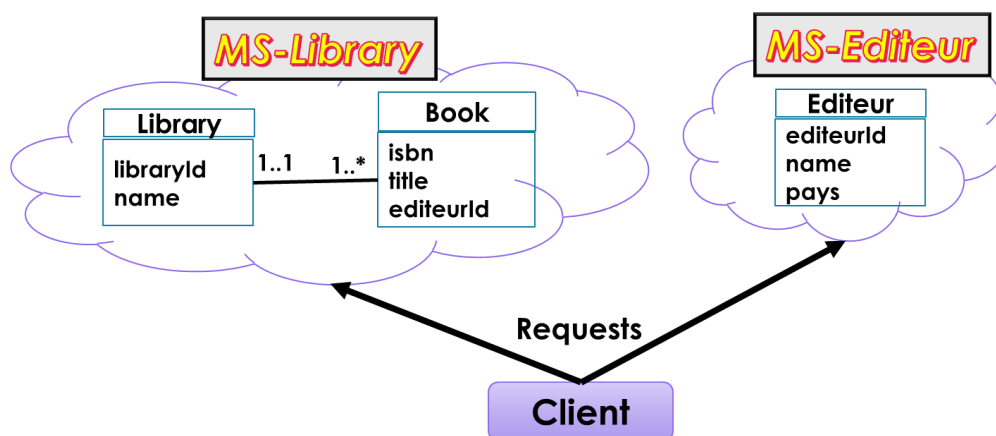 MS-Library
MS-Editeur
Library
libraryId
name
1..1
1..*
Book
isbn
title
editeurId
Editeur
editeurId
name
pays
Requests
Client